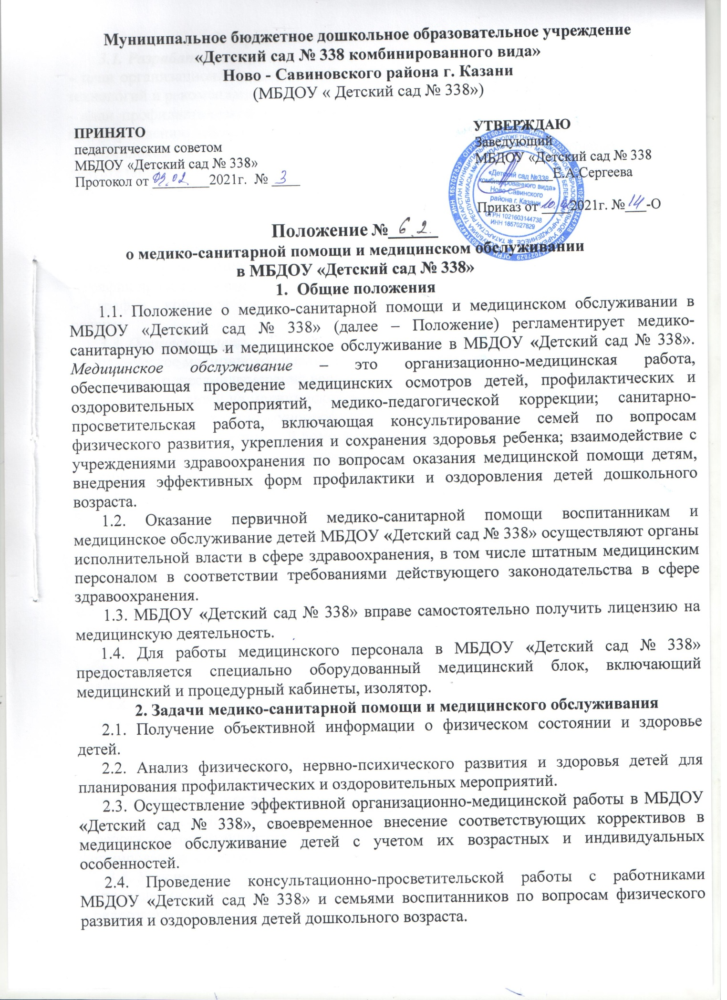 Муниципальное бюджетное дошкольное образовательное учреждение
«Детский сад № 338 комбинированного вида»
Ново - Савиновского района г. Казани
(МБДОУ « Детский сад № 338»)
ПРИНЯТО
педагогическим советом
МБДОУ «Детский сад № 338»
Протокол от 09.02 2021г. № 3
УТВЕРЖДАЮ
Заведующий
МБДОУ «Детский сад № 338
Е.А.Сергеева
Приказ от 10. 02 2021г. № 14-О
«Детский сад №338
комбинированного вида»
Ново-Савинского
района г. Казани
ОГРН 1021603144738
ИНН 1657027829
Положение № 6.2.
о медико-санитарной помощи и медицинском обслуживании
в МБДОУ «Детский сад № 338»
1. Общие положения
1.1. Положение о медико-санитарной помощи и медицинском обслуживании в
МБДОУ «Детский сад № 338» (далее – Положение) регламентирует медико-
санитарную помощь и медицинское обслуживание в МБДОУ «Детский сад № 338».
Медицинское обслуживание – это организационно-медицинская работа,
обеспечивающая проведение медицинских осмотров детей, профилактических и
оздоровительных мероприятий, медико-педагогической коррекции; санитарно-
просветительская работа, включающая консультирование семей по вопросам
физического развития, укрепления и сохранения здоровья ребенка; взаимодействие с
учреждениями здравоохранения по вопросам оказания медицинской помощи детям,
внедрения эффективных форм профилактики и оздоровления детей дошкольного
возраста.
1.2. Оказание первичной медико-санитарной помощи воспитанникам и
медицинское обслуживание детей МБДОУ «Детский сад № 338» осуществляют органы
исполнительной власти в сфере здравоохранения, в том числе штатным медицинским
персоналом в соответствии требованиями действующего законодательства в сфере
здравоохранения.
1.3. МБДОУ «Детский сад № 338» вправе самостоятельно получить лицензию на
медицинскую деятельность.
1.4. Для работы медицинского персонала в МБДОУ «Детский сад № 338»
предоставляется специально оборудованный медицинский блок, включающий
медицинский и процедурный кабинеты, изолятор.
2. Задачи медико-санитарной помощи и медицинского обслуживания
2.1. Получение объективной информации о физическом состоянии и здоровье
детей.
2.2. Анализ физического, нервно-психического развития и здоровья детей для
планирования профилактических и оздоровительных мероприятий.
2.3. Осуществление эффективной организационно-медицинской работы в МБДОУ
«Детский сад № 338», своевременное внесение соответствующих коррективов в
медицинское обслуживание детей с учетом их возрастных и индивидуальных
особенностей.
2.4. Проведение консультационно-просветительской работы с работниками
МБДОУ «Детский сад № 338» и семьями воспитанников по вопросам физического
развития и оздоровления детей дошкольного возраста.